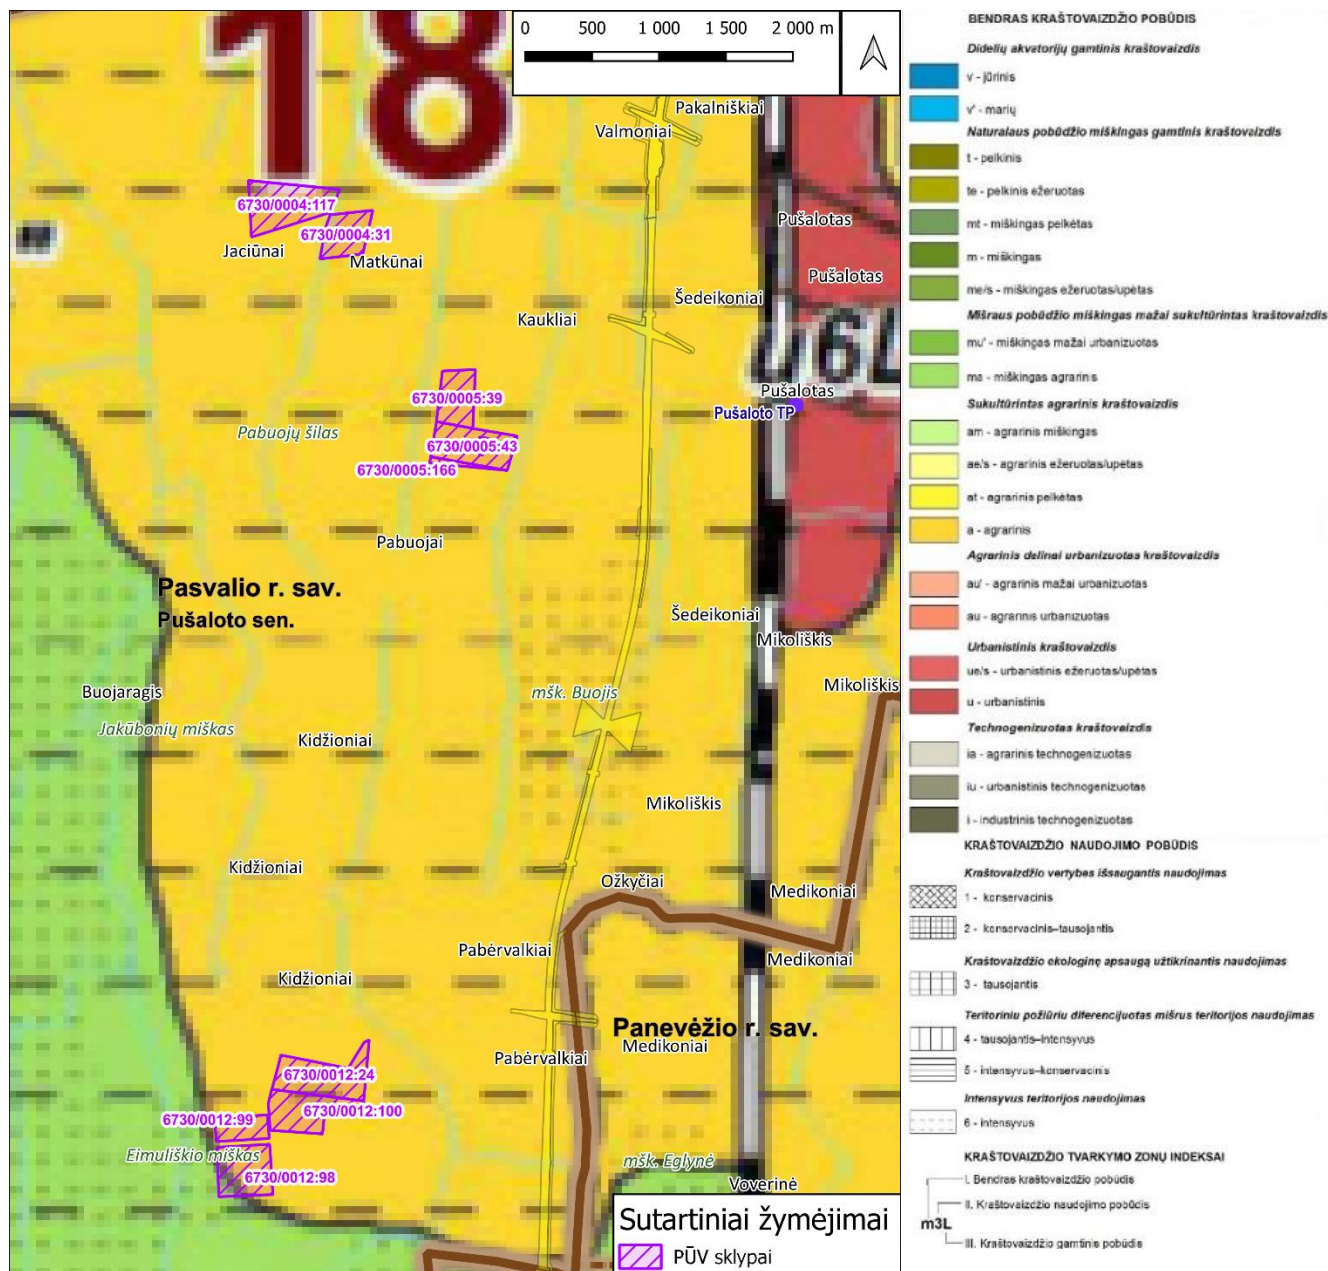 18
0 500 1 000 1 500 2 000 m
Pakalniškiai
Valmoniai
6730/0004:117
6730/0004:31
Jaciūnai
Matkūnai
Pušalotas
Pušalotas
Šedeikoniai
Kaukliai
U6L
Pušalotas
Pušaloto TP
6730/0005:39
Pabuojų šilas
6730/0005:43
6730/0005:166
Pabuojai
Pasvalio r. sav.
Pušaloto sen.
Šedeikoniai
Mikoliškis
Mikoliškis
Buojaragis
mšk. Buojis
Jakūbonių miškas
Kidžioniai
Mikoliškis
Kidžioniai
Ožkyčiai
Medikoniai
Pabėrvalkiai
Medikoniai
Kidžioniai
Panevėžio r. sav.
Medikoniai
Pabėrvalkiai
6730/0012:24
6730/0012:100
6730/0012:99
Eimuliškio miškas
mšk. Eglynė
6730/0012:98
Voverinė
Sutartiniai žymėjimai
PŪV sklypai
BENDRAS KRAŠTOVAIZDŽIO POBŪDIS
Didelių akvatorijų gamtinis kraštovaizdis
v - jūrinis
v' - marių
Naturalaus pobūdžio miškingas gamtinis kraštovaizdis
t - pelkinis
te - pelkinis ežeruotas
mt - miškingas pelkėtas
m - miškingas
me/s - miškingas ežeruotas/upėtas
Mišraus pobūdžio miškingas mažai sukultūrintas kraštovaizdis
mu' - miškingas mažai urbanizuotas
ma - miškingas agrarinis
Sukultūrintas agrarinis kraštovaizdis
am - agrarinis miškingas
ae/s - agrarinis ežeruotas/upėtas
at - agrarinis pelkėtas
a - agrarinis
Agrarinis delinai urbanizuotas kraštovaizdis
au' - agrarinis mažai urbanizuotas
au - agrarinis urbanizuotas
Urbanistinis kraštovaizdis
ue/s - urbanistinis ežeruotas/upėtas
u - urbanistinis
Technogenizuotas kraštovaizdis
ia - agrarinis technogenizuotas
iu - urbanistinis technogenizuotas
i - industrinis technogenizuotas
KRAŠTOVAIZDŽIO NAUDOJIMO POBŪDIS
Kraštovaizdžio vertybes išsaugantis naudojimas
1 - konservacinis
2 - konservacinis–tausojantis
Kraštovaizdžio ekologinę apsaugą užtikrinantis naudojimas
3 - tausojantis
Teritoriniu požiūriu diferencijuotas mišrus teritorijos naudojimas
4 - tausojantis–intensyvus
5 - intensyvus–konservacinis
Intensyvus teritorijos naudojimas
6 - intensyvus
KRAŠTOVAIZDŽIO TVARKYMO ZONŲ INDEKSAI
I. Bendras kraštovaizdžio pobūdis
II. Kraštovaizdžio naudojimo pobūdis
m3L
III. Kraštovaizdžio gamtinis pobūdis